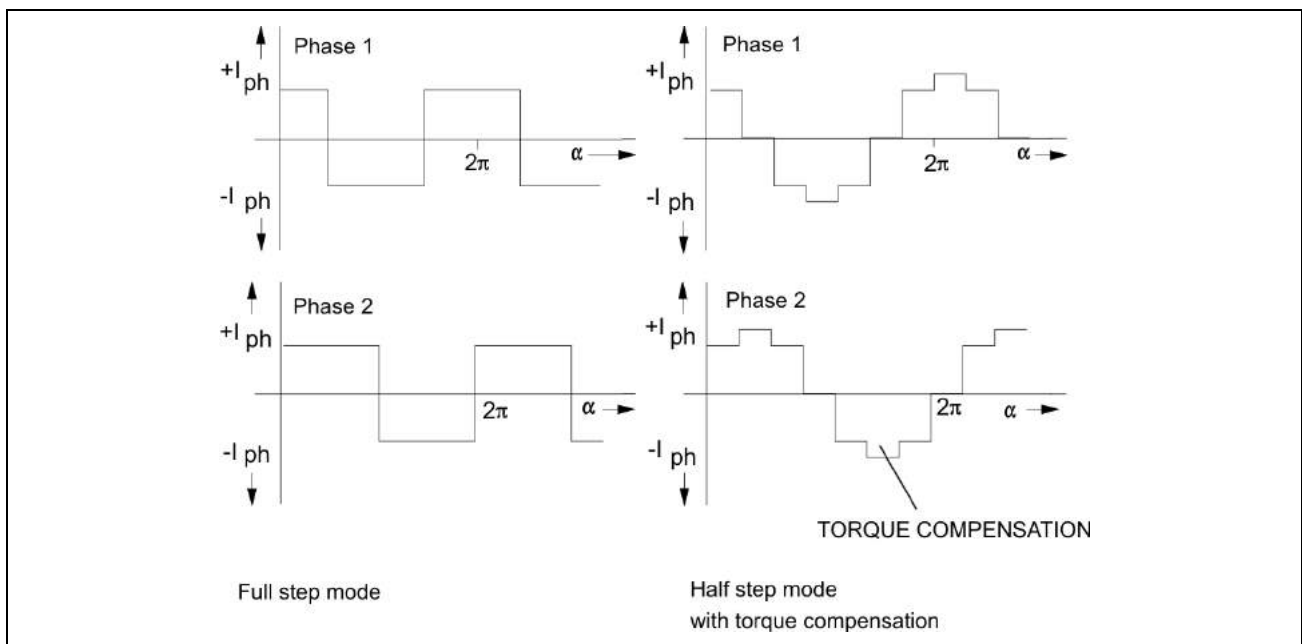 Phase 1
+I ph
-I ph
2π
α
Phase 1
+I ph
-I ph
2π
α
Phase 2
+I ph
-I ph
2π
α
Phase 2
+I ph
-I ph
2π
α
TORQUE COMPENSATION
Full step mode
Half step mode
with torque compensation